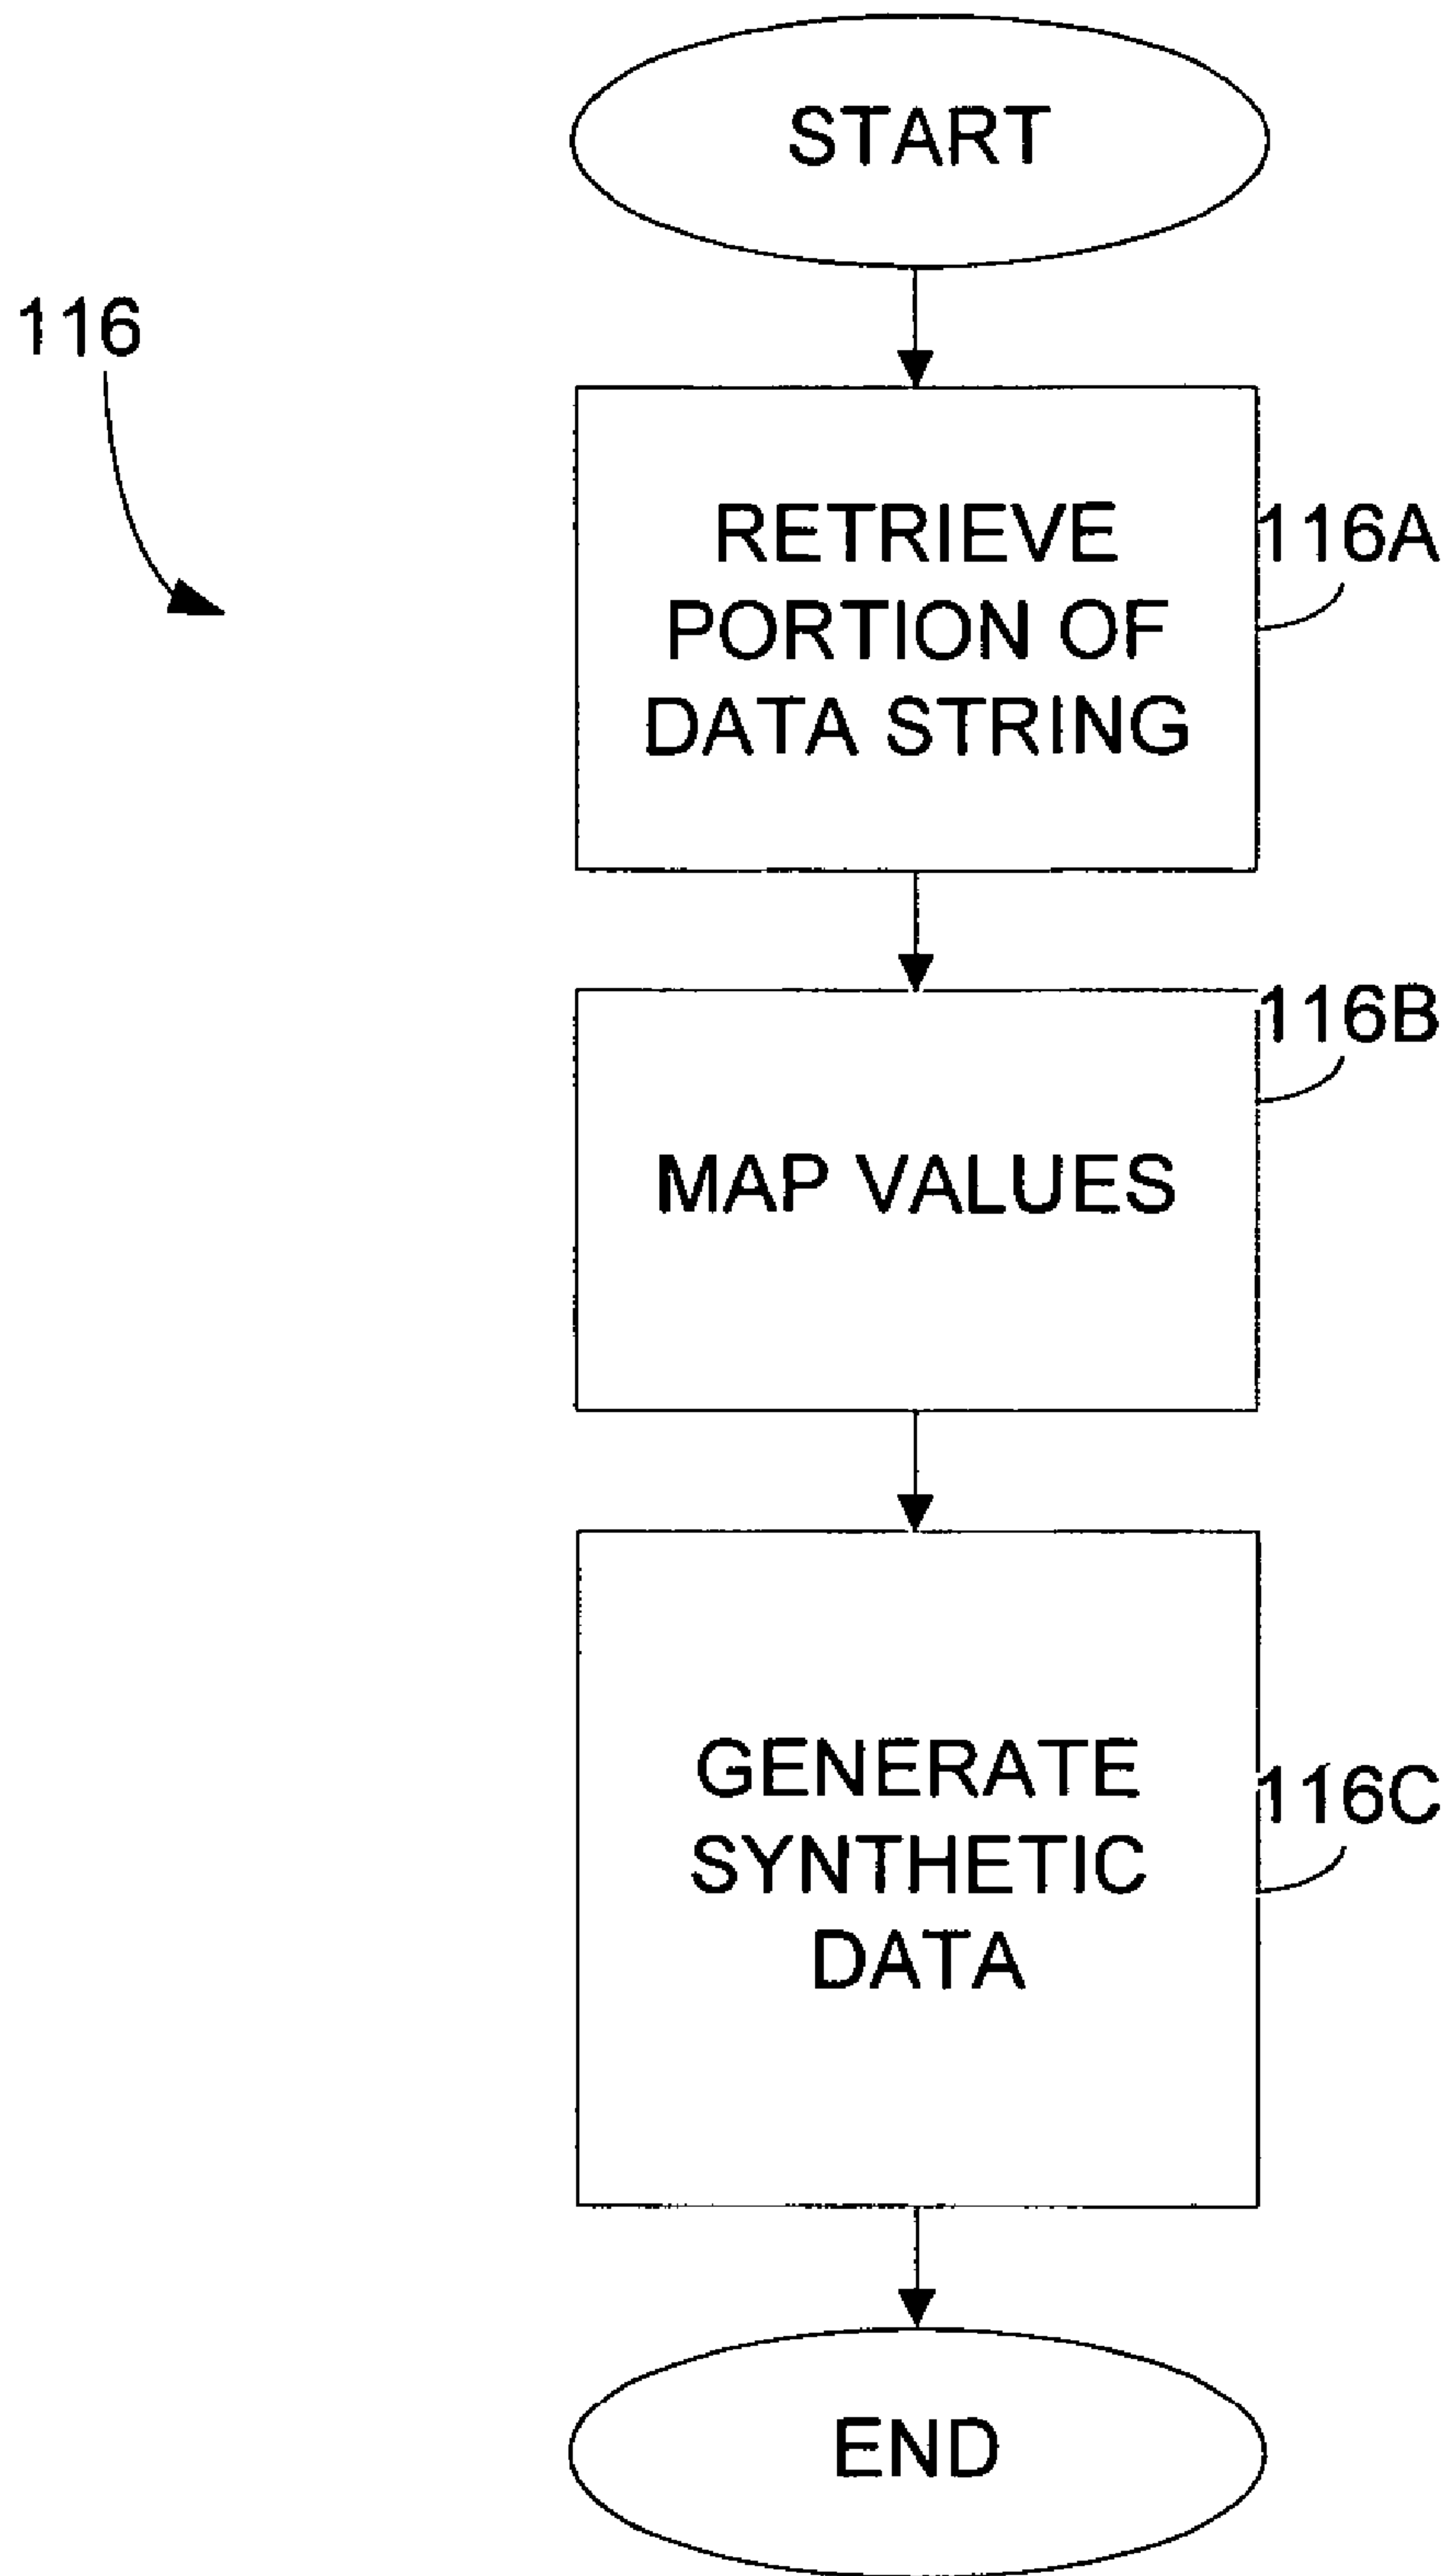 START
116
RETRIEVE
PORTION OF
DATA STRING
116A
116B
MAP VALUES
GENERATE
SYNTHETIC
DATA
116C
END